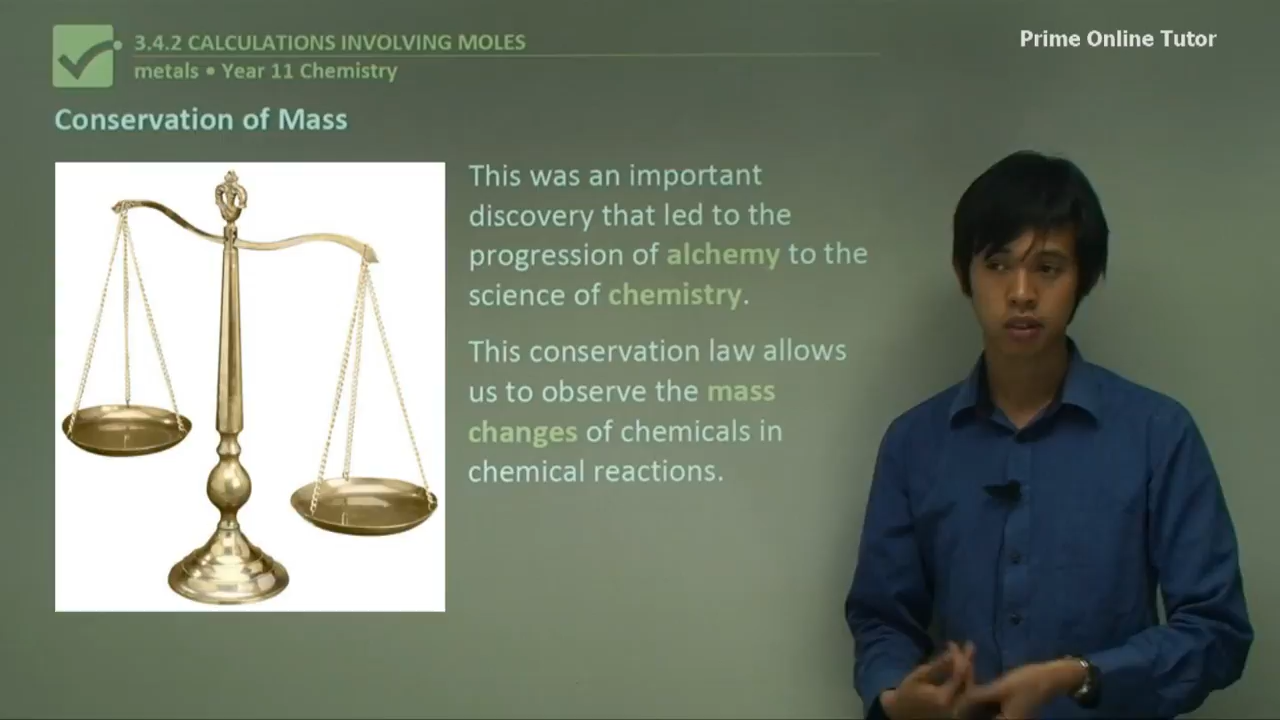 3.4.2 CALCULATIONS INVOLVING MOLES
metals • Year 11 Chemistry
Prime Online Tutor
Conservation of Mass
This was an important
discovery that led to the
progression of alchemy to the
science of chemistry.
This conservation law allows
us to observe the mass
changes of chemicals in
chemical reactions.